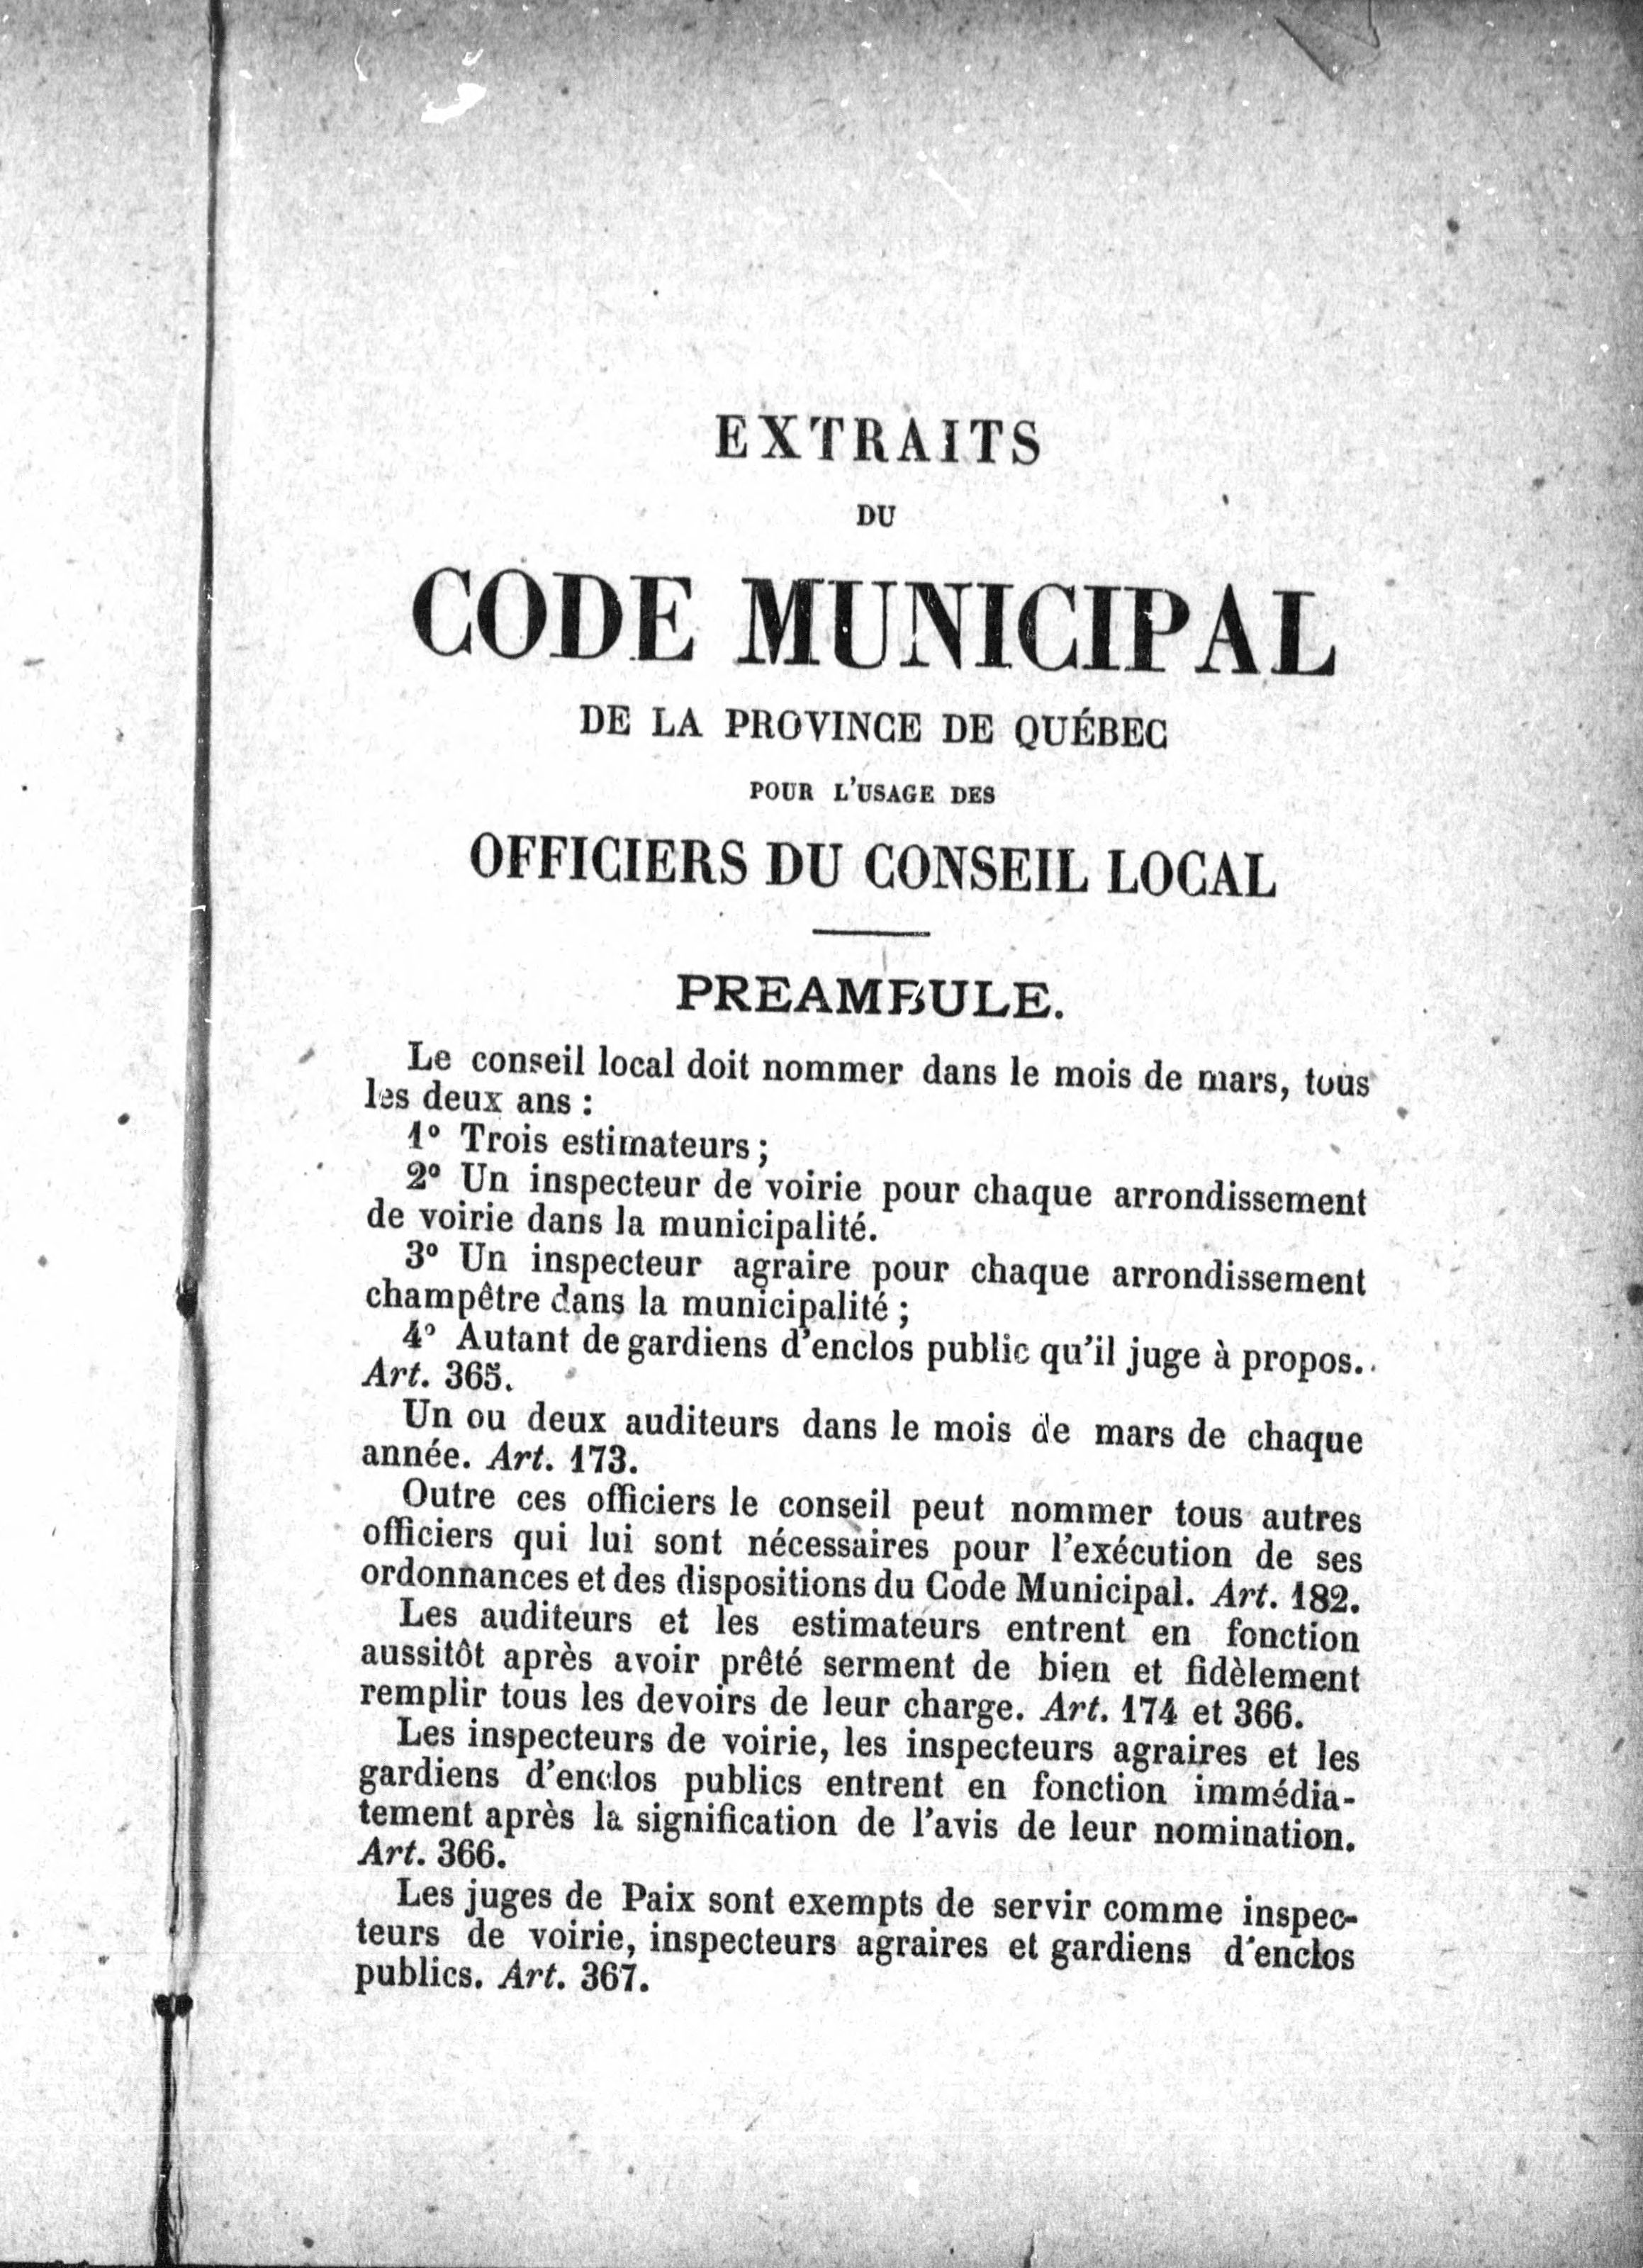 EXTRAITS
DU
CODE MUNICIPAL
DE LA PROVINCE DE QUÉBEC
POUR L'USAGE DES
OFFICIERS DU CONSEIL LOCAL
PREAMBULE.
Le conseil local doit nommer dans le mois de mars, tous
les deux ans :
1º Trois estimateurs ;
2º Un inspecteur de voirie pour chaque arrondissement
de voirie dans la municipalité.
3º Un inspecteur agraire pour chaque arrondissement
champêtre dans la municipalité ;
4º Autant de gardiens d'enclos public qu'il juge à propos.
Art. 365.
Un ou deux auditeurs dans le mois de mars de chaque
année. Art. 173.
Outre ces officiers le conseil peut nommer tous autres
officiers qui lui sont nécessaires pour l'exécution de ses
ordonnances et des dispositions du Code Municipal. Art. 182.
Les auditeurs et les estimateurs entrent en fonction
aussitôt après avoir prêté serment de bien et fidèlement
remplir tous les devoirs de leur charge. Art. 174 et 366.
Les inspecteurs de voirie, les inspecteurs agraires et les
gardiens d'enclos publics entrent en fonction immédia-
tement après la signification de l'avis de leur nomination.
Art. 366.
Les juges de Paix sont exempts de servir comme inspec-
teurs de voirie, inspecteurs agraires et gardiens d'enclos
publics. Art. 367.